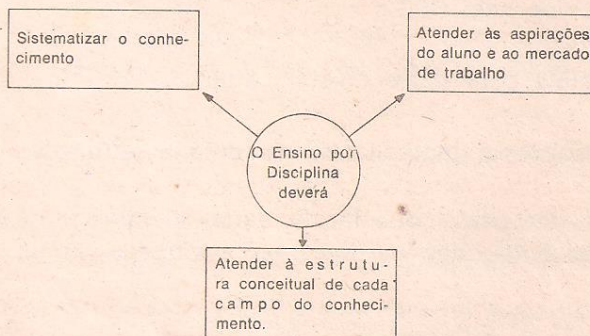 Sistematizar o conhe-
cimento
Atender às aspirações
do aluno e ao mercado
de trabalho
O Ensino por
Disciplina
deverá
Atender à estrutu-
ra conceitual de cada
campo do conheci-
mento.